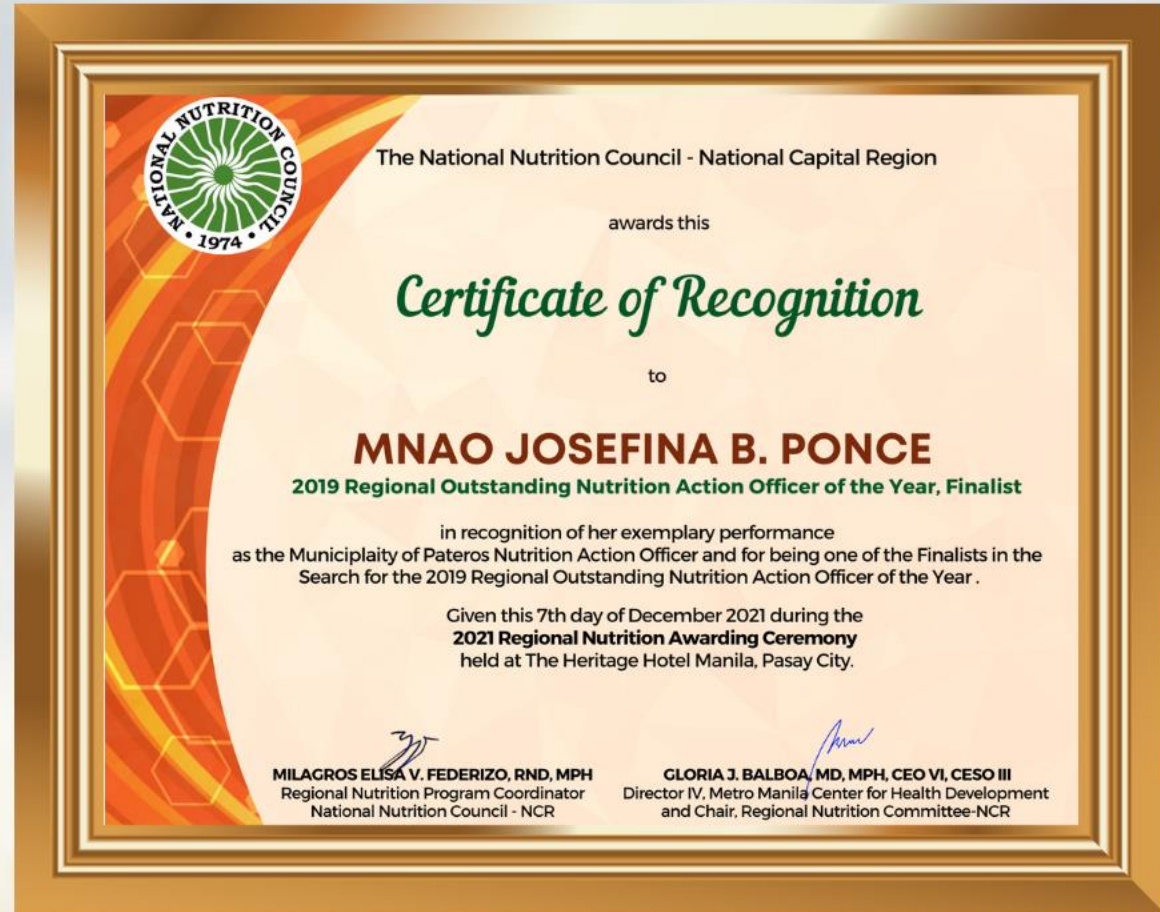 NATIONAL NUTRITION COUNCIL • 1974 •
The National Nutrition Council - National Capital Region
awards this
Certificate of Recognition
to
MNAO JOSEFINA B. PONCE
2019 Regional Outstanding Nutrition Action Officer of the Year, Finalist
in recognition of her exemplary performance
as the Municiplaity of Pateros Nutrition Action Officer and for being one of the Finalists in the
Search for the 2019 Regional Outstanding Nutrition Action Officer of the Year .
Given this 7th day of December 2021 during the
2021 Regional Nutrition Awarding Ceremony
held at The Heritage Hotel Manila, Pasay City.
MILAGROS ELISA V. FEDERIZO, RND, MPH
Regional Nutrition Program Coordinator
National Nutrition Council - NCR
GLORIA J. BALBOA, MD, MPH, CEO VI, CESO III
Director IV, Metro Manila Center for Health Development
and Chair, Regional Nutrition Committee-NCR